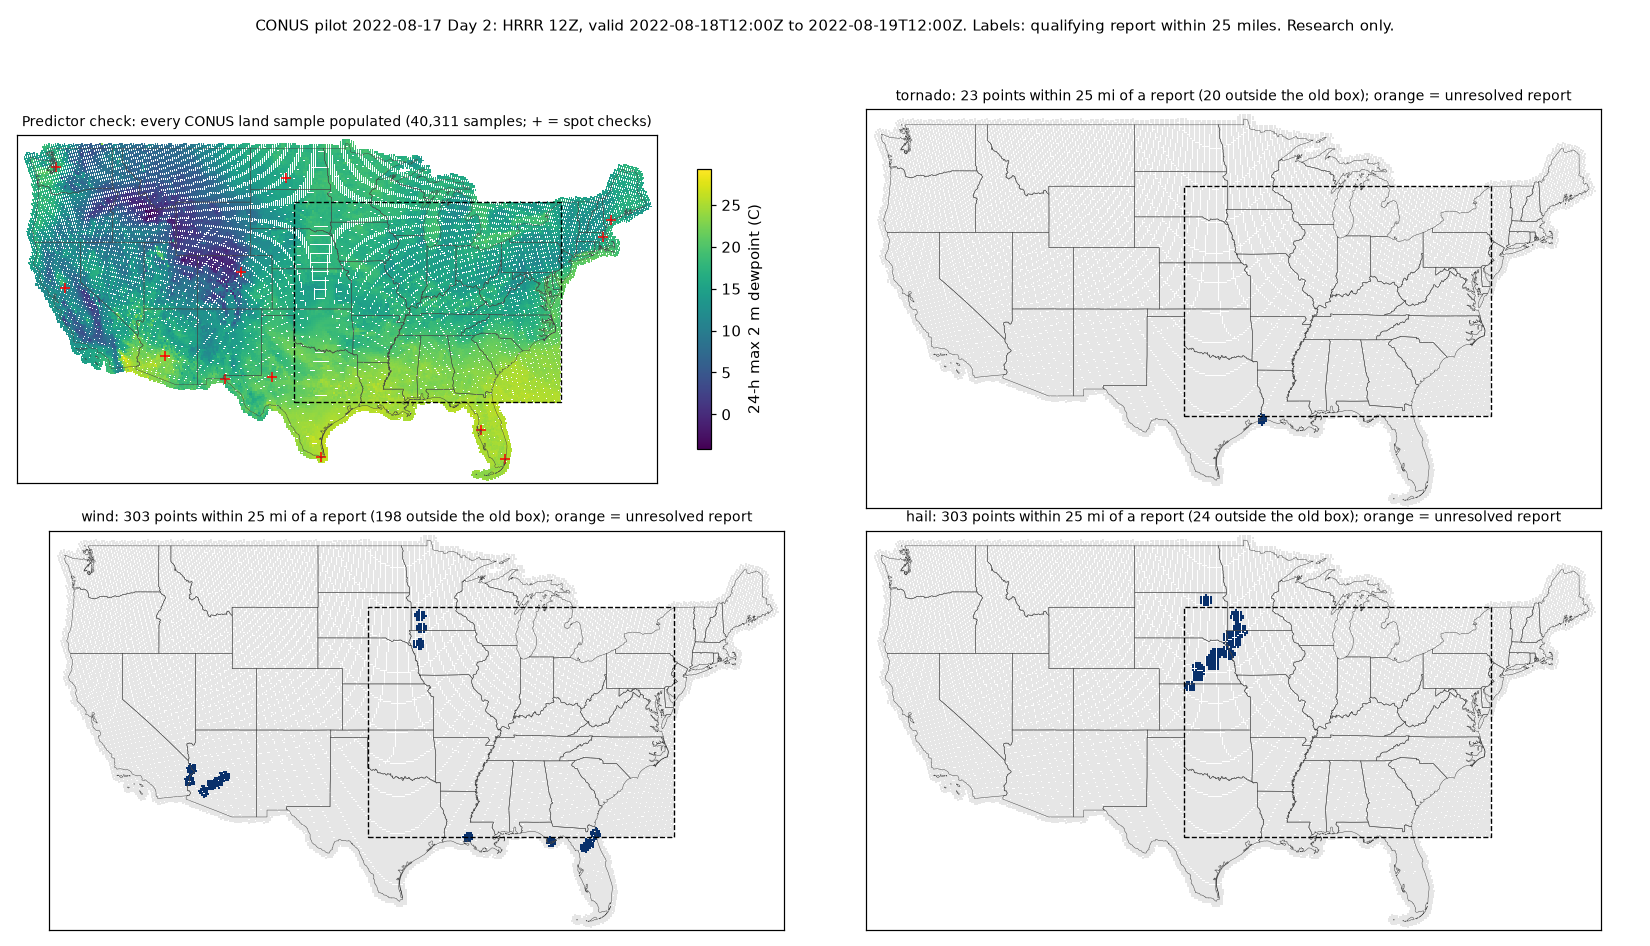 CONUS pilot 2022-08-17 Day 2: HRRR 12Z, valid 2022-08-18T12:00Z to 2022-08-19T12:00Z. Labels: qualifying report within 25 miles. Research only.
Predictor check: every CONUS land sample populated (40,311 samples; + = spot checks)
25
20
15
10
5
0
24-h max 2 m dewpoint (C)
tornado: 23 points within 25 mi of a report (20 outside the old box); orange = unresolved report
wind: 303 points within 25 mi of a report (198 outside the old box); orange = unresolved report
hail: 303 points within 25 mi of a report (24 outside the old box); orange = unresolved report